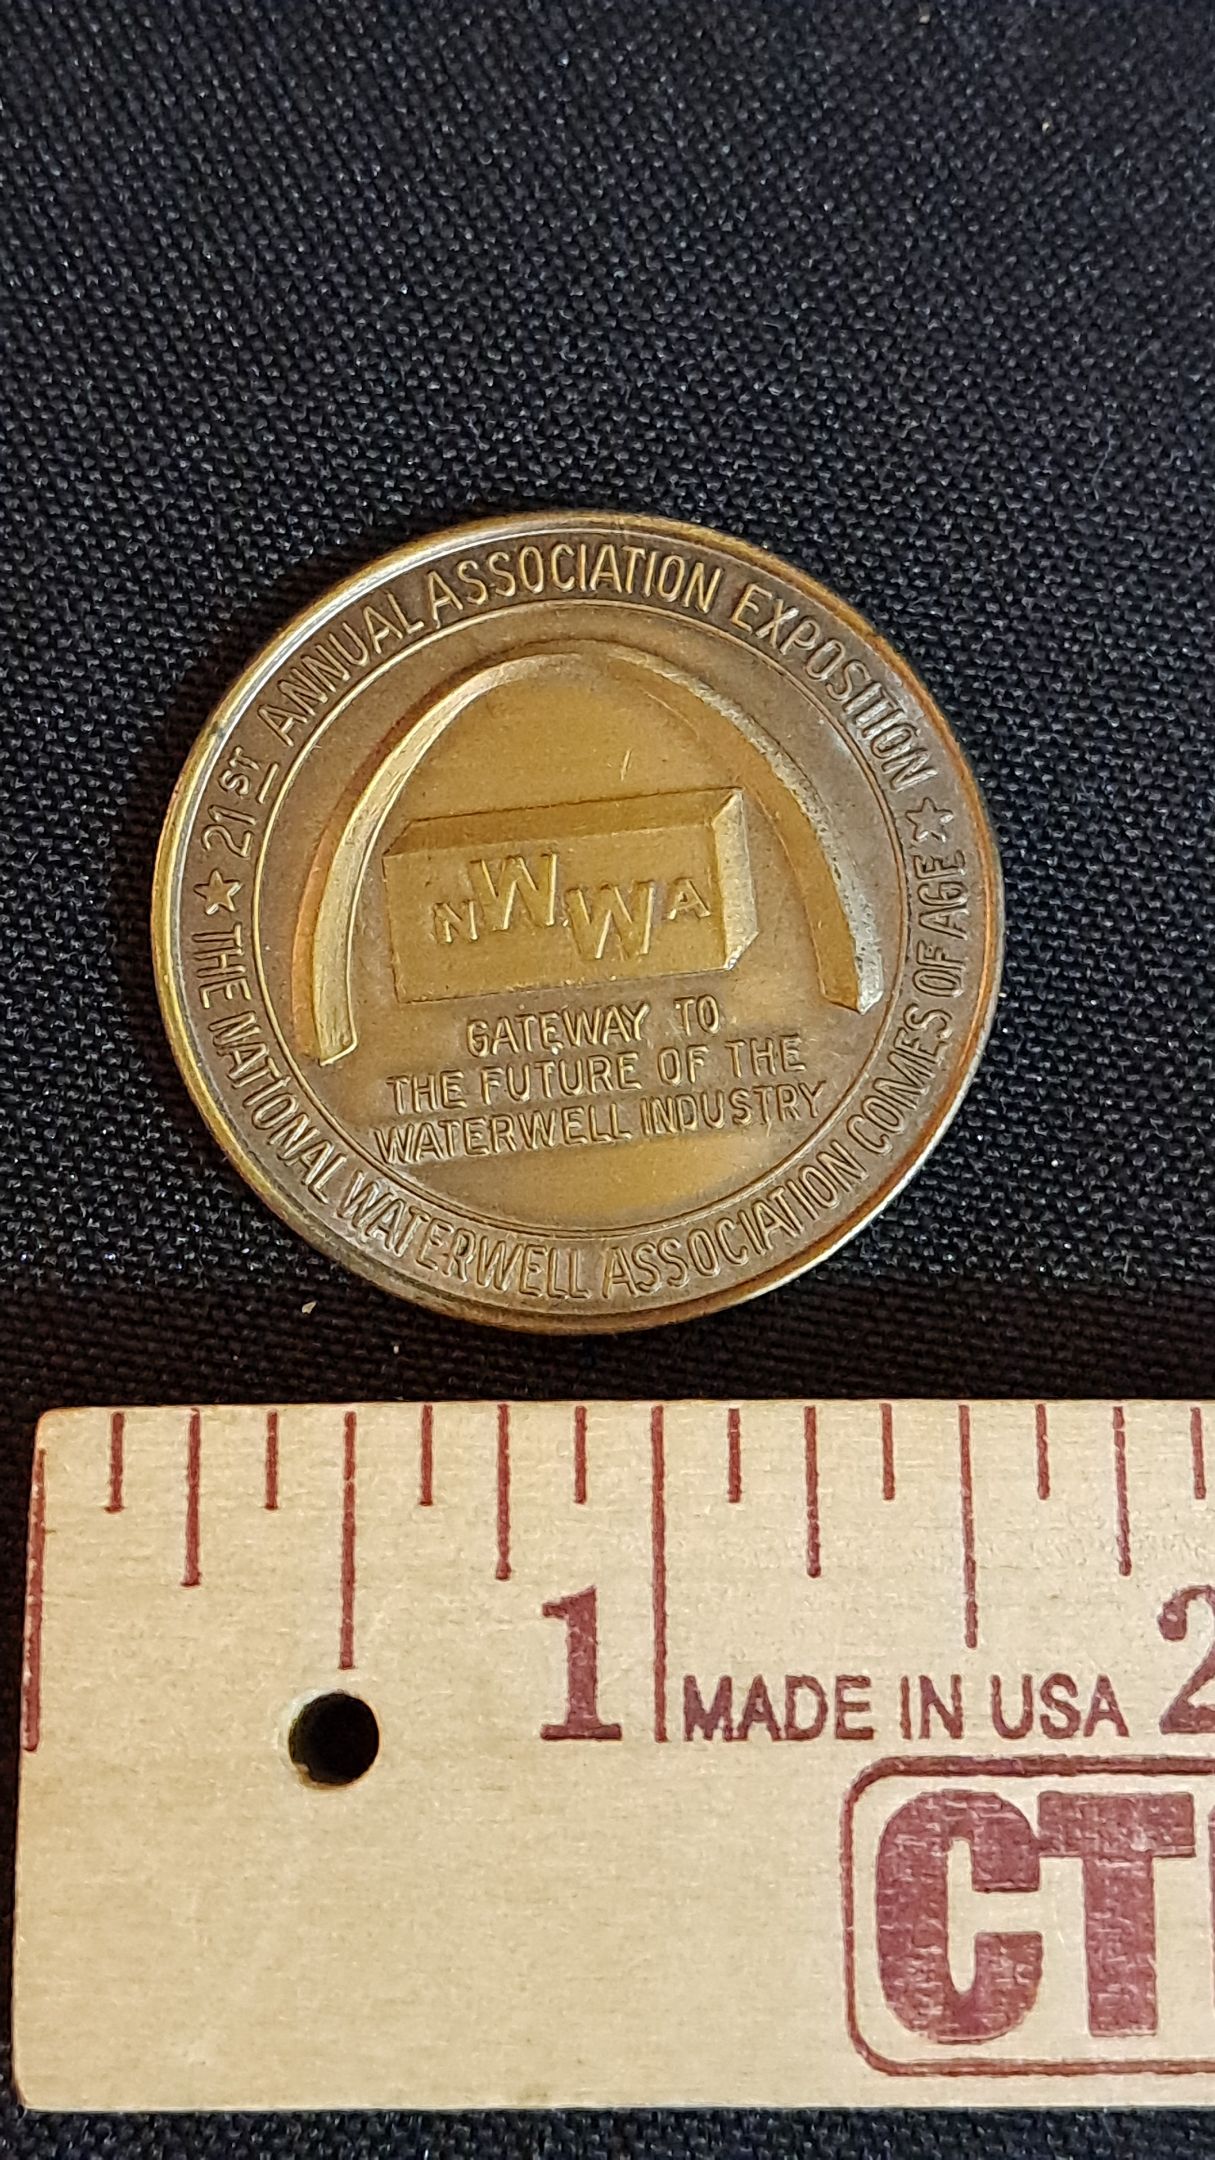 ★ 21ST ANNUAL ASSOCIATION EXPOSITION ★
THE NATIONAL WATERWELL ASSOCIATION COMES OF AGE
NWWA
GATEWAY TO
THE FUTURE OF THE
WATERWELL INDUSTRY
1 MADE IN USA 2
CT